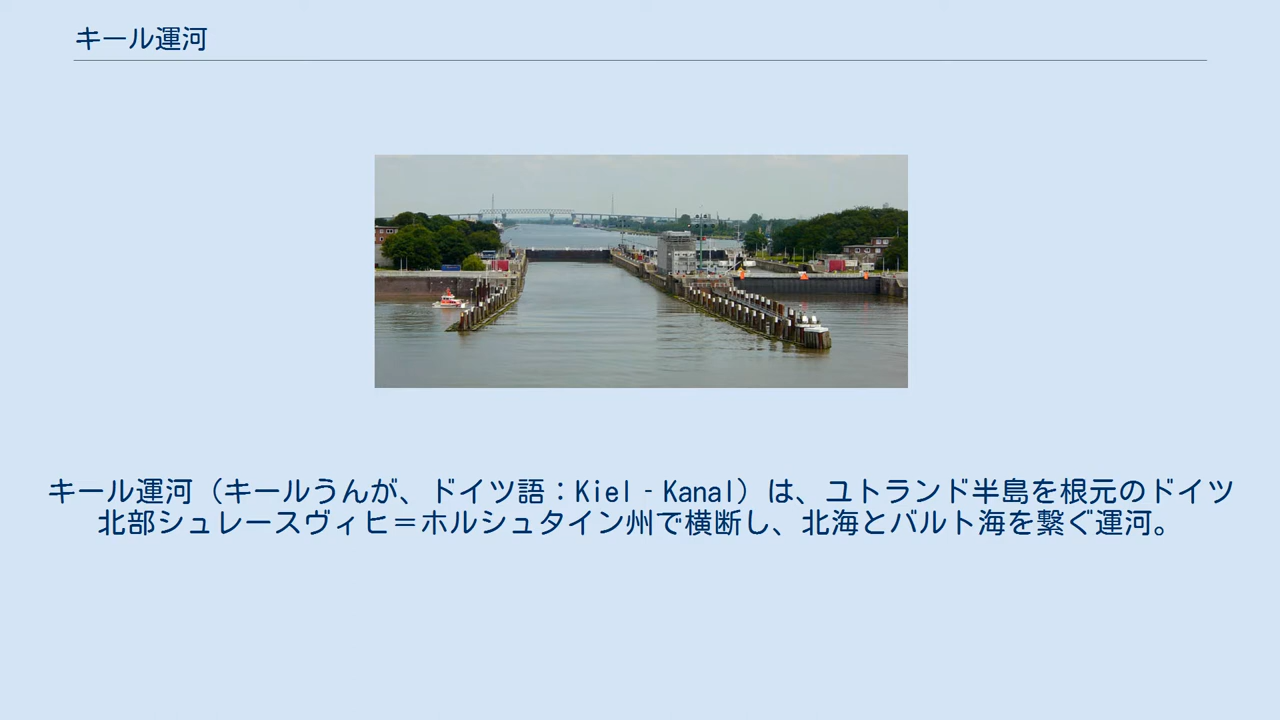 キール運河
キール運河（キールうんが、ドイツ語：Kiel‐Kanal）は、ユトランド半島を根元のドイツ
北部シュレースヴィヒ＝ホルシュタイン州で横断し、北海とバルト海を繋ぐ運河。